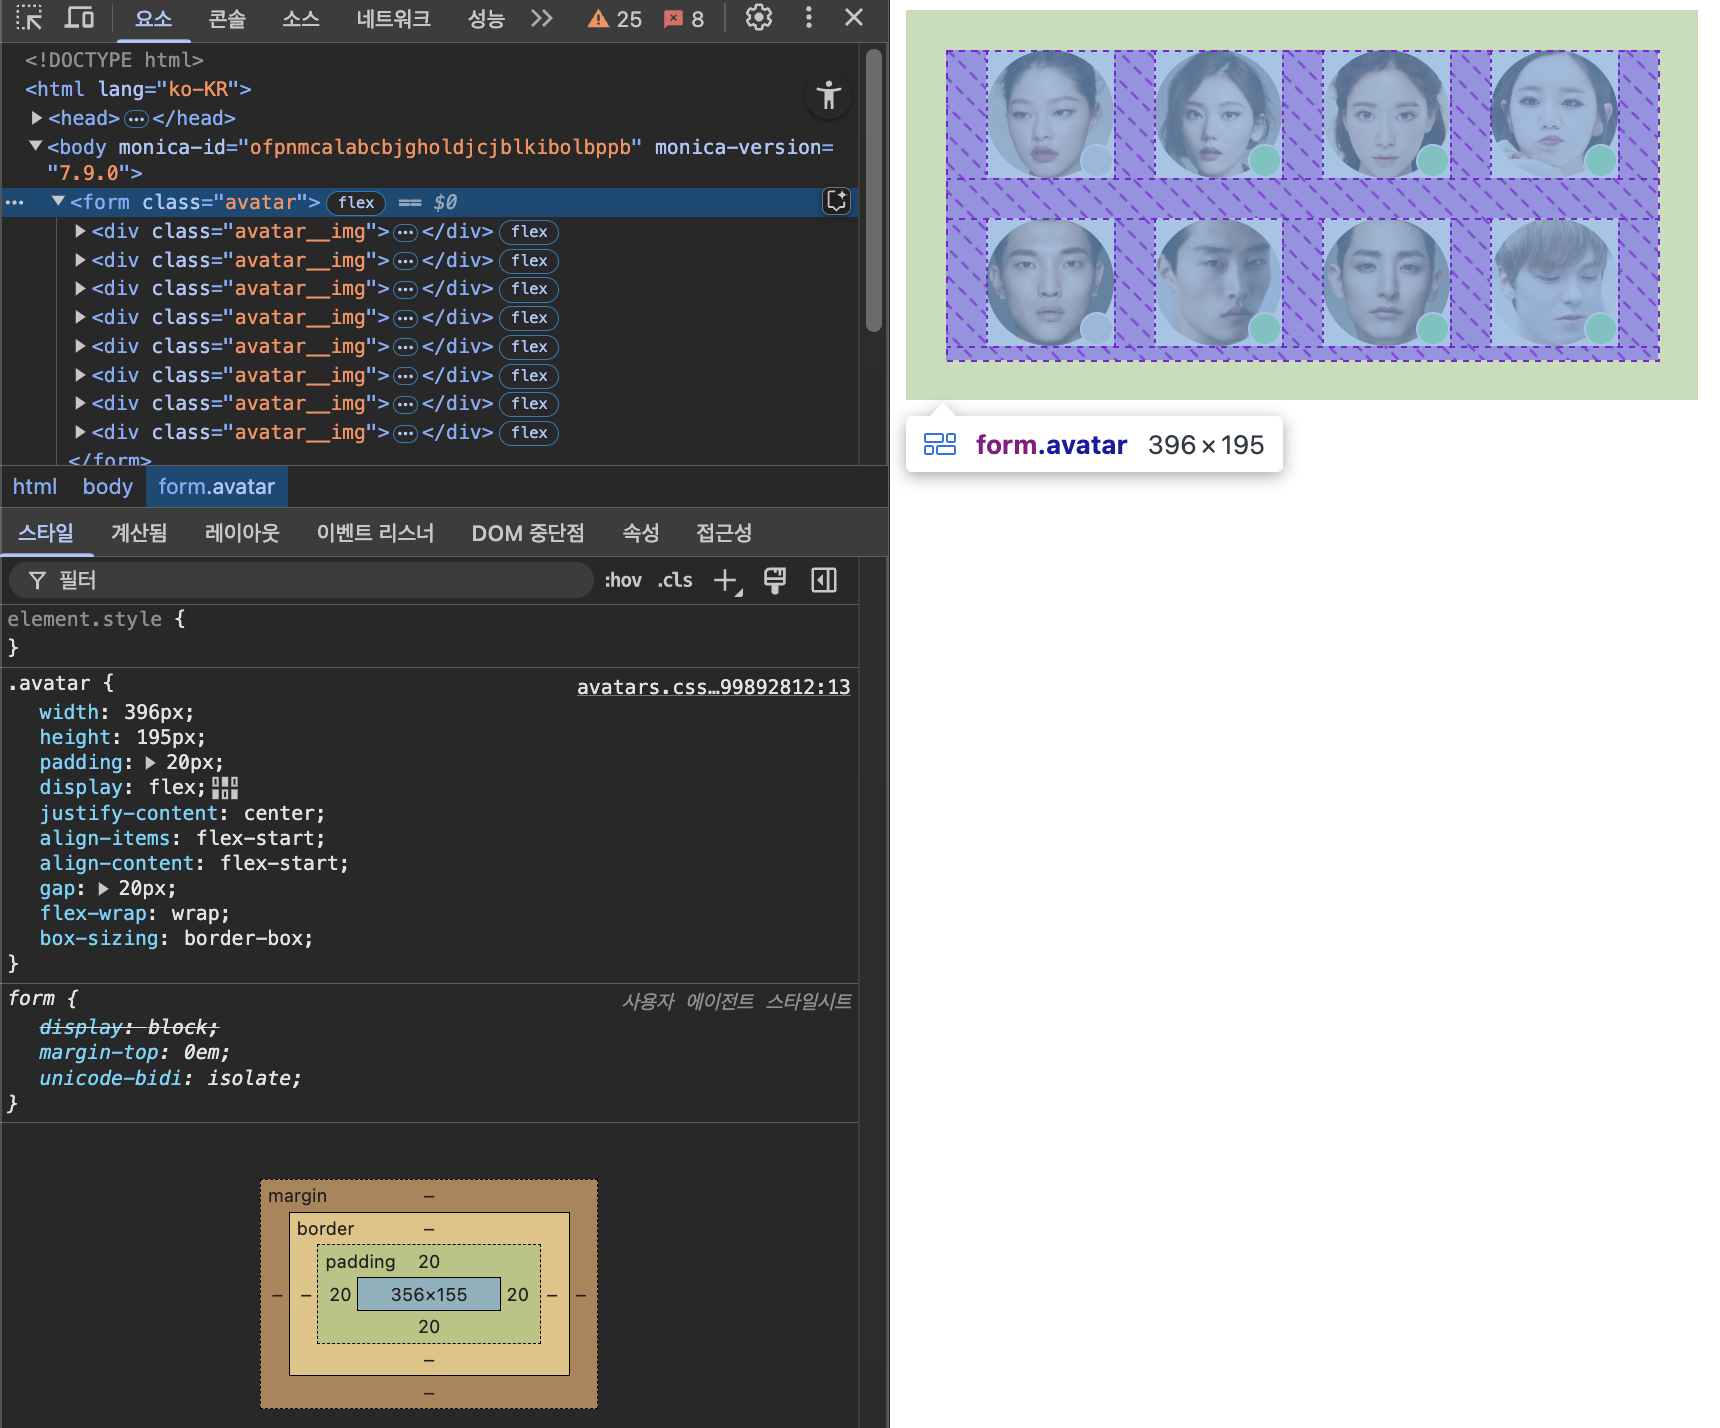 요소 콘솔 소스 네트워크 성능 25 8
<!DOCTYPE html>
<html lang="ko-KR">
<head>…</head>
<body monica-id="ofpnmcalabcbjgholdjcjblkibolbppb" monica-version=
"7.9.0">
… <form class="avatar"> flex == $0
<div class="avatar__img">…</div> flex
<div class="avatar__img">…</div> flex
<div class="avatar__img">…</div> flex
<div class="avatar__img">…</div> flex
<div class="avatar__img">…</div> flex
<div class="avatar__img">…</div> flex
<div class="avatar__img">…</div> flex
<div class="avatar__img">…</div> flex
</form>
html body form.avatar
스타일 계산됨 레이아웃 이벤트 리스너 DOM 중단점 속성 접근성
필터 :hov .cls
element.style {
}
.avatar { avatars.css…99892812:13
width: 396px;
height: 195px;
padding: 20px;
display: flex;
justify-content: center;
align-items: flex-start;
align-content: flex-start;
gap: 20px;
flex-wrap: wrap;
box-sizing: border-box;
}
form { 사용자 에이전트 스타일시트
display: block;
margin-top: 0em;
unicode-bidi: isolate;
}
margin –
border –
padding 20
– – 20 356×155 20 – –
20
–
–
form.avatar 396×195